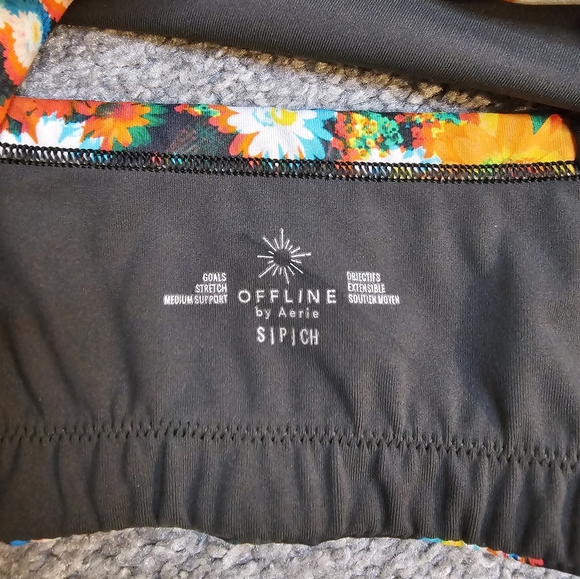 GOALS
STRETCH
MEDIUM SUPPORT
OFFLINE
by Aerie
S|P|CH
OBJECTIFS
EXTENSIBLE
SOUTIEN MOYEN